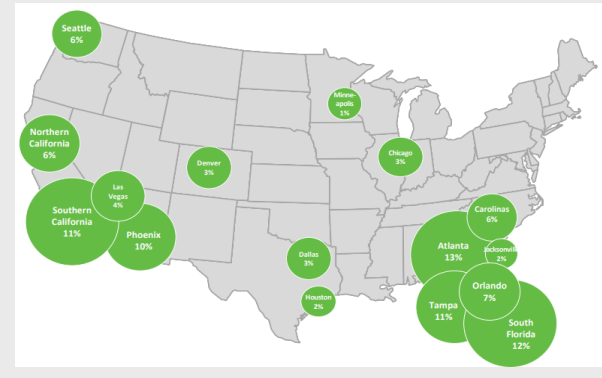 Seattle
6%
Minne-
apolis
1%
Northern
California
6%
Denver
3%
Chicago
3%
Las
Vegas
4%
Southern
California
11%
Phoenix
10%
Carolinas
6%
Atlanta
13%
Jacksonville
2%
Dallas
3%
Houston
2%
Orlando
7%
Tampa
11%
South
Florida
12%